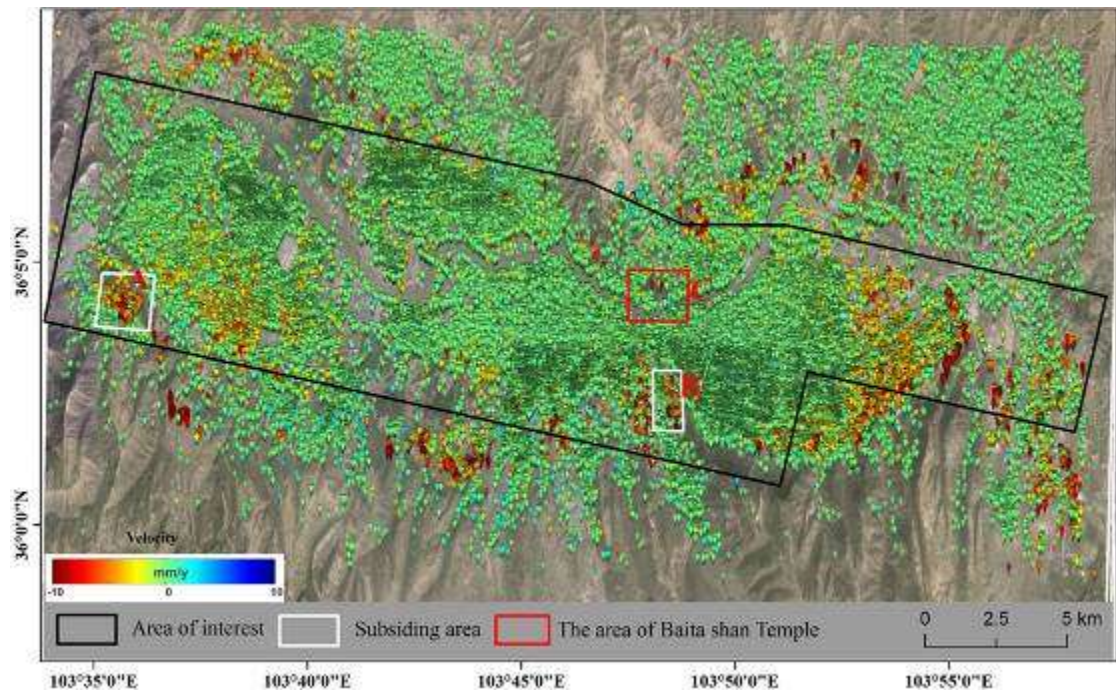 36°5'0"N
36°0'0"N
Velocity
mm/y
-10 0 10
Area of interest Subsiding area The area of Baita shan Temple
0 2.5 5 km
103°35'0"E 103°40'0"E 103°45'0"E 103°50'0"E 103°55'0"E